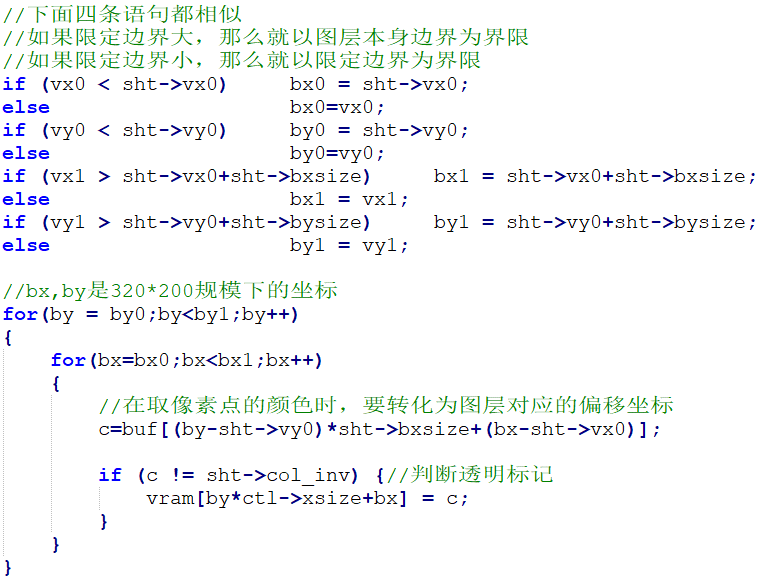 //下面四条语句都相似
//如果限定边界大，那么就以图层本身边界为界限
//如果限定边界小，那么就以限定边界为界限
if (vx0 < sht->vx0)     bx0 = sht->vx0;
else                    bx0=vx0;
if (vy0 < sht->vy0)     by0 = sht->vy0;
else                    by0=vy0;
if (vx1 > sht->vx0+sht->bxsize)     bx1 = sht->vx0+sht->bxsize;
else                    bx1 = vx1;
if (vy1 > sht->vy0+sht->bysize)     by1 = sht->vy0+sht->bysize;
else                    by1 = vy1;
//bx,by是320*200规模下的坐标
for(by = by0;by<by1;by++)
{
    for(bx=bx0;bx<bx1;bx++)
    {
        //在取像素点的颜色时，要转化为图层对应的偏移坐标
        c=buf[(by-sht->vy0)*sht->bxsize+(bx-sht->vx0)];
        if (c != sht->col_inv) {//判断透明标记
            vram[by*ctl->xsize+bx] = c;
        }
    }
}